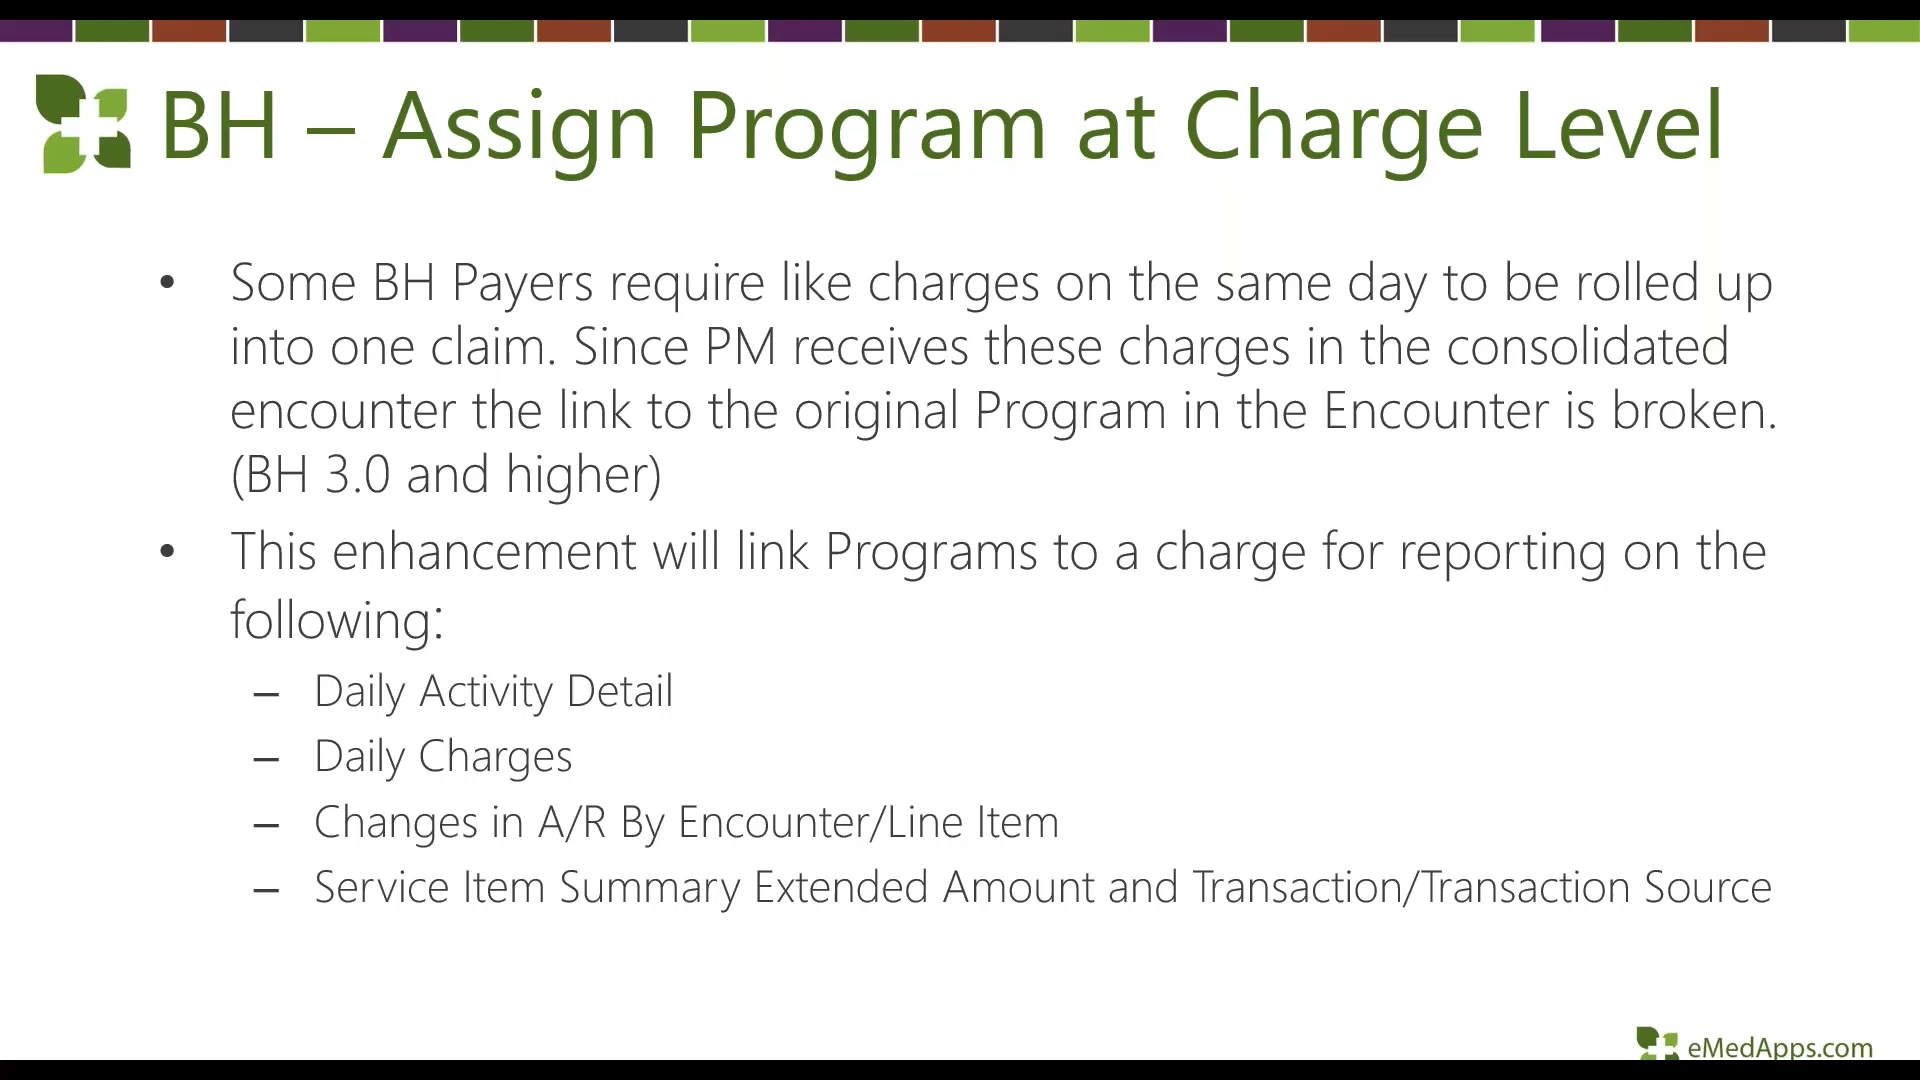 BH – Assign Program at Charge Level
• Some BH Payers require like charges on the same day to be rolled up
into one claim. Since PM receives these charges in the consolidated
encounter the link to the original Program in the Encounter is broken.
(BH 3.0 and higher)
• This enhancement will link Programs to a charge for reporting on the
following:
– Daily Activity Detail
– Daily Charges
– Changes in A/R By Encounter/Line Item
– Service Item Summary Extended Amount and Transaction/Transaction Source
eMedApps.com